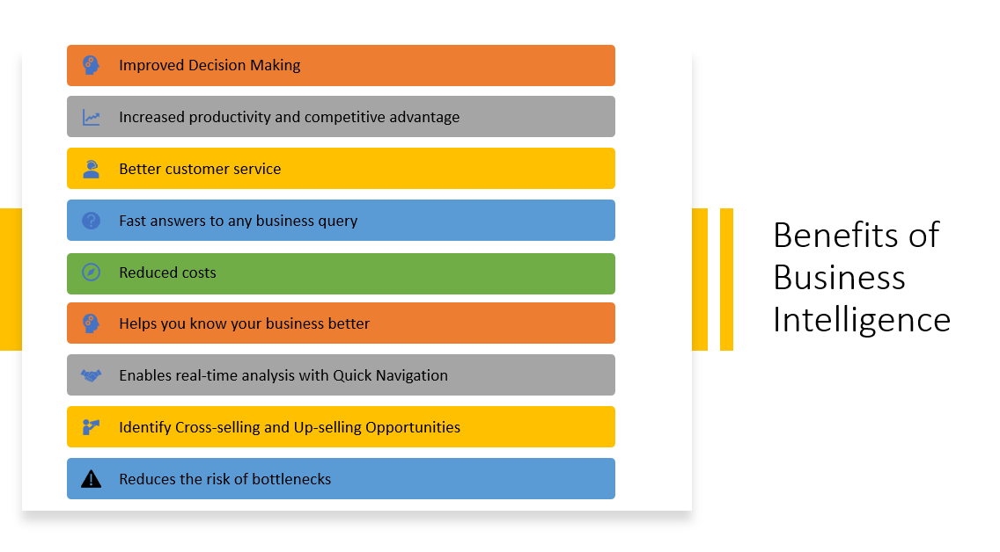 Improved Decision Making
Increased productivity and competitive advantage
Better customer service
Fast answers to any business query
Reduced costs
Helps you know your business better
Enables real-time analysis with Quick Navigation
Identify Cross-selling and Up-selling Opportunities
Reduces the risk of bottlenecks
Benefits of
Business
Intelligence